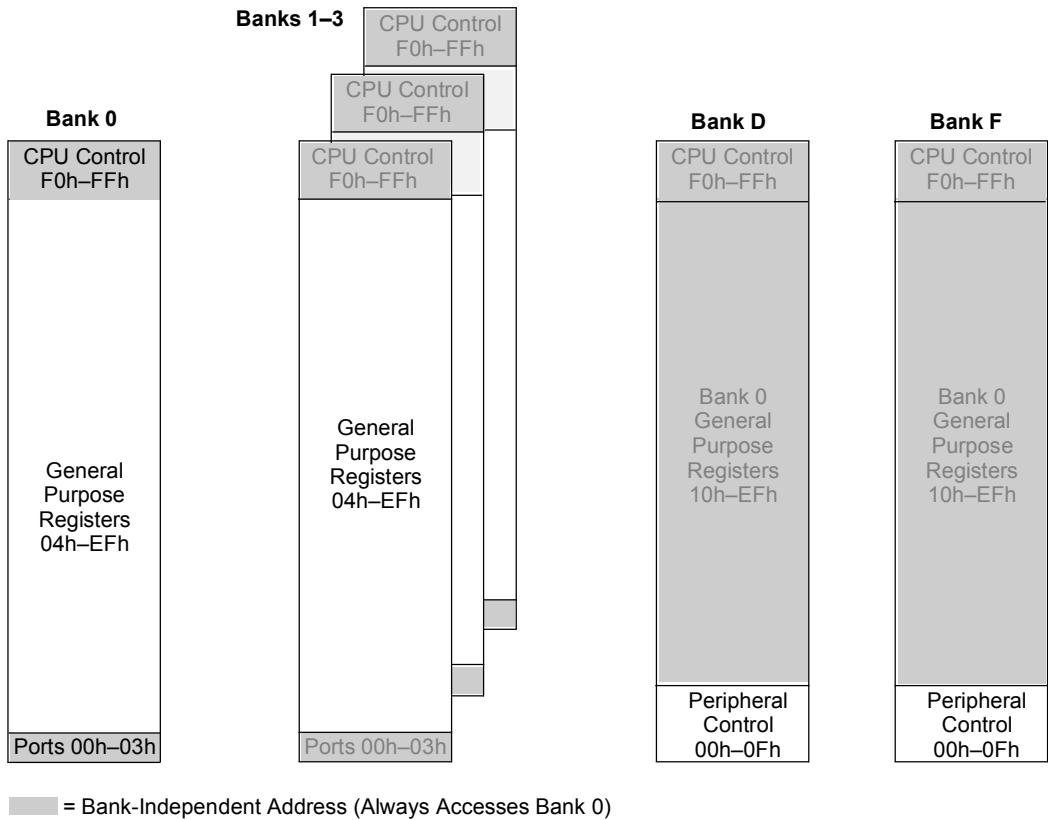 Banks 1–3
CPU Control
F0h–FFh
CPU Control
F0h–FFh
Bank 0
CPU Control
F0h–FFh
General
Purpose
Registers
04h–EFh
Ports 00h–03h
CPU Control
F0h–FFh
General
Purpose
Registers
04h–EFh
Ports 00h–03h
Bank D
CPU Control
F0h–FFh
Bank 0
General
Purpose
Registers
10h–EFh
Peripheral
Control
00h–0Fh
Bank F
CPU Control
F0h–FFh
Bank 0
General
Purpose
Registers
10h–EFh
Peripheral
Control
00h–0Fh
= Bank-Independent Address (Always Accesses Bank 0)